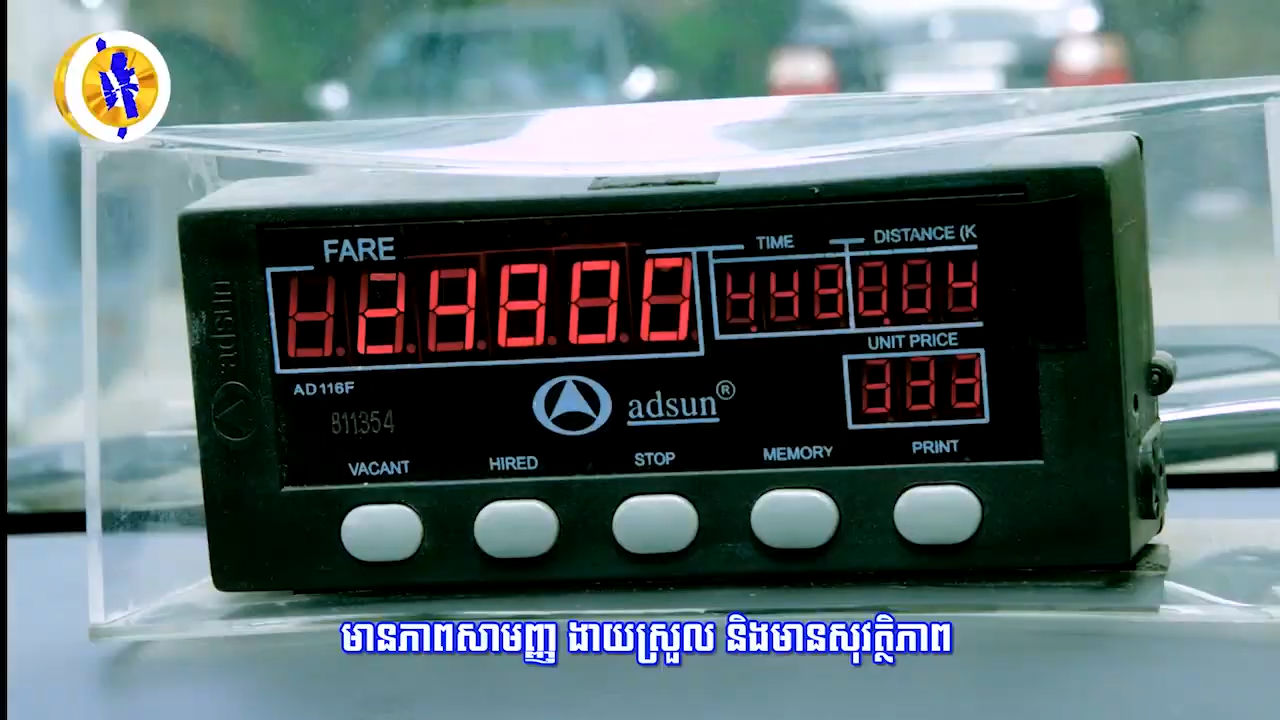 FARE
TIME
DISTANCE (K
UNIT PRICE
adsun
AD116F
811354
adsun®
VACANT
HIRED
STOP
MEMORY
PRINT
មានភាពសាមញ្ញ ងាយស្រួល និងមានសុវត្ថិភាព